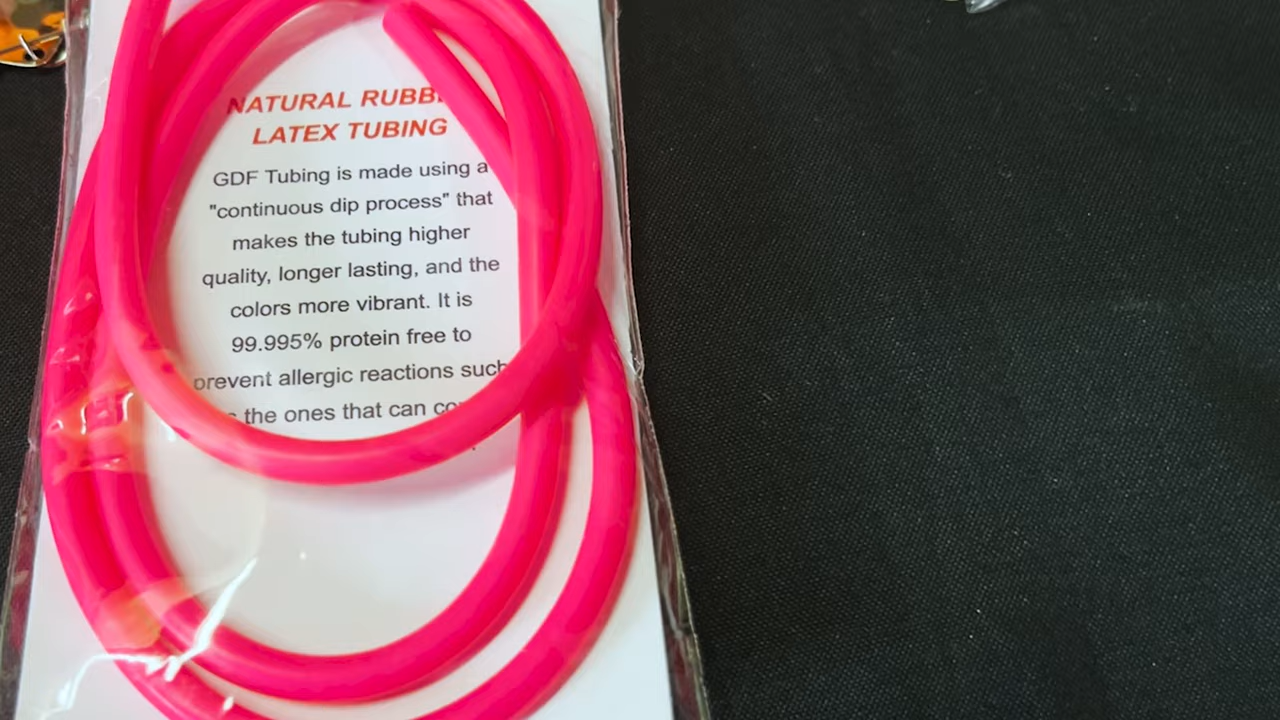 NATURAL RUBB
LATEX TUBING
GDF Tubing is made using a
"continuous dip process" that
makes the tubing higher
quality, longer lasting, and the
colors more vibrant. It is
99.995% protein free to
prevent allergic reactions such
the ones that can